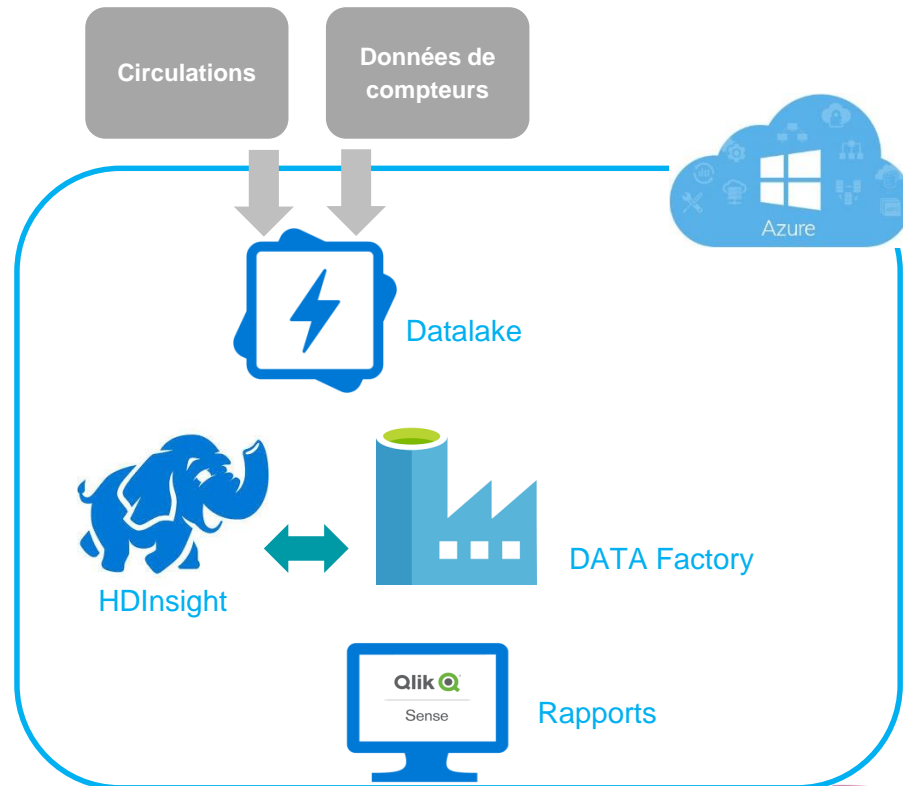 Circulations
Données de
compteurs
Azure
Datalake
HDInsight
DATA Factory
Qlik
Sense
Rapports